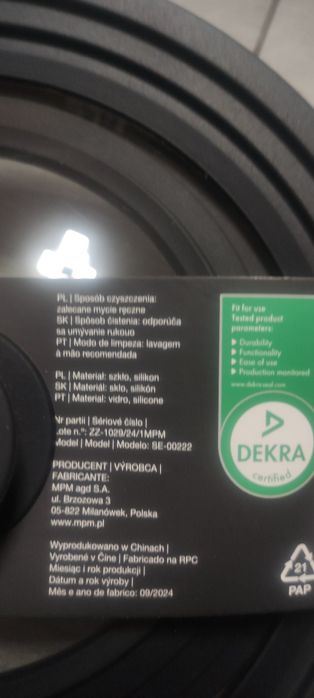 PL | Sposób czyszczenia:
zalecane mycie ręczne
SK | Spôsob čistenia: odporúča
sa umývanie rukouo
PT | Modo de limpeza: lavagem
à mão recomendada
PL | Materiał: szkło, silikon
SK | Materiál: sklo, silikón
PT | Material: vidro, silicone
Nr partii | Sériové číslo |
Lote n.º: ZZ-1029/24/1MPM
Model | Model | Modelo: SE-00222
PRODUCENT | VÝROBCA |
FABRICANTE:
MPM agd S.A.
ul. Brzozowa 3
05-822 Milanówek, Polska
www.mpm.pl
Wyprodukowano w Chinach |
Vyrobené v Číne | Fabricado na RPC
Miesiąc i rok produkcji |
Dátum a rok výroby |
Mês e ano de fabrico: 09/2024
Fit for use
Tested product
parameters:
Durability
Functionality
Ease of use
Production monitored
www.dekra-seal.com
DEKRA
certified
21
PAP